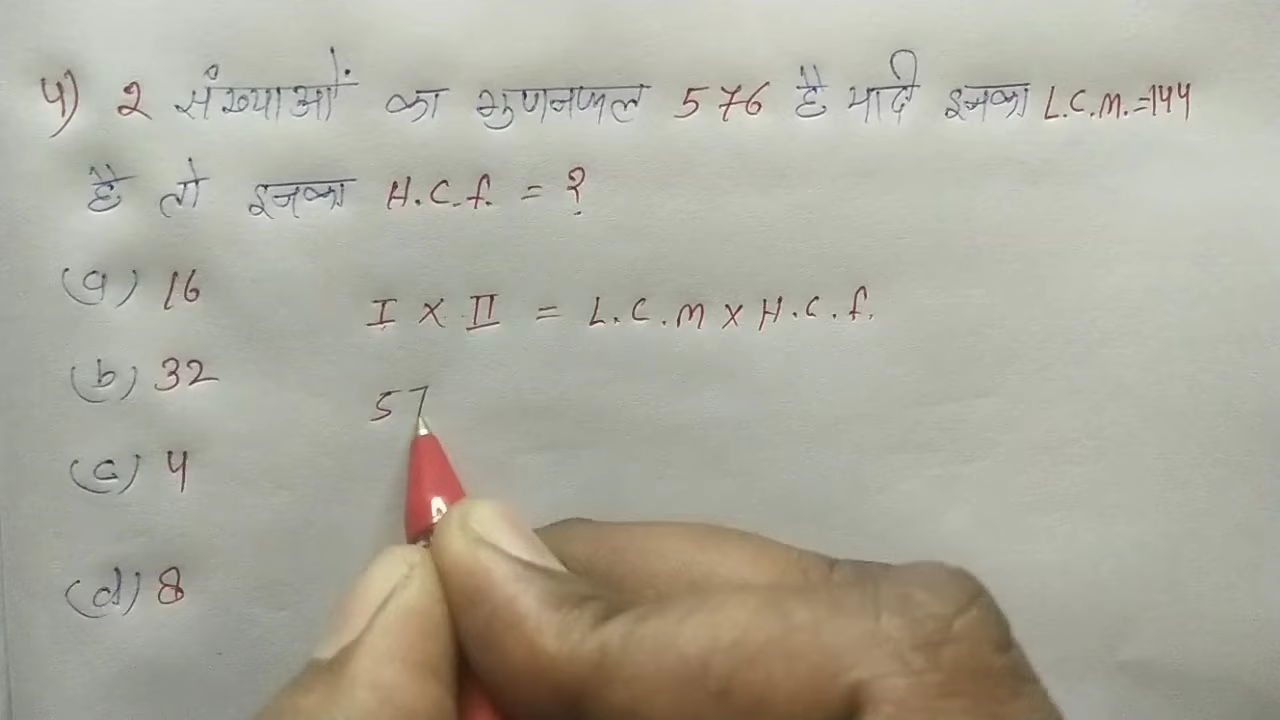 4) 2 संख्याओं का गुणनफल 576 है यदि इनका L.C.M.=144
है तो इनका H.C.f. = ?
(a) 16
I X II = L.C.M X H.C.f.
(b) 32
57
(c) 4
(d) 8